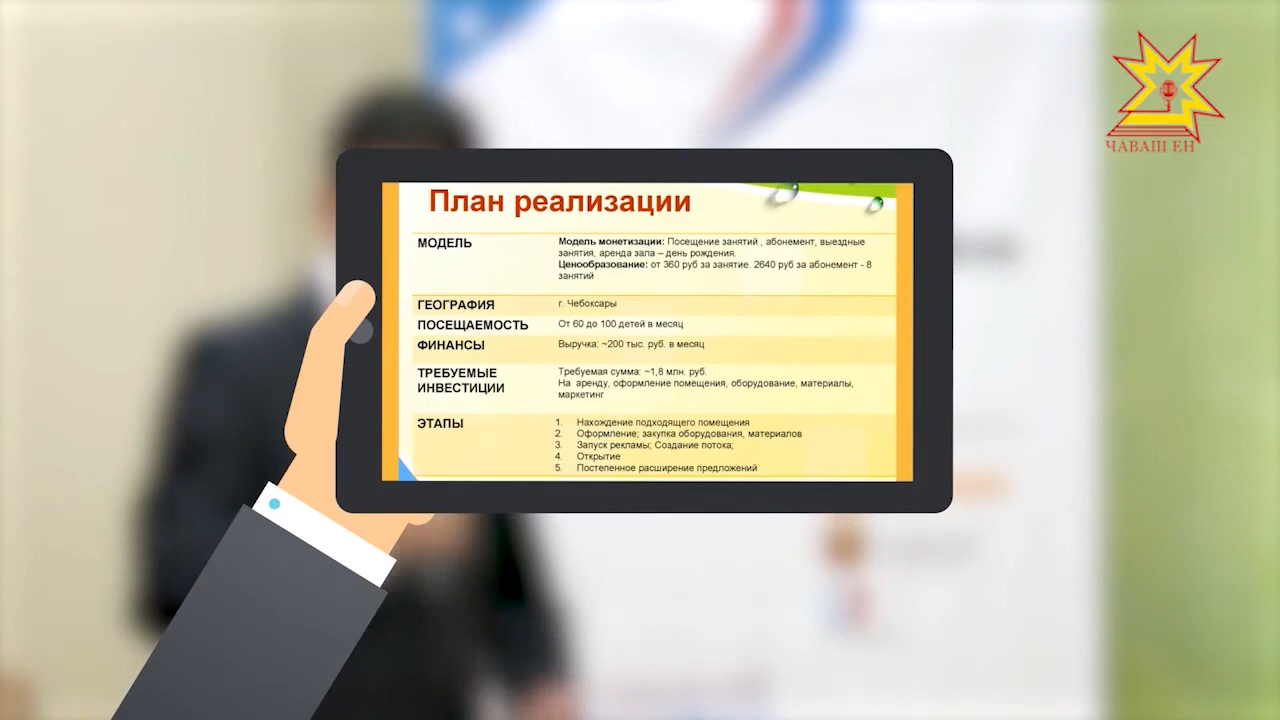 ЧАВАШ ЕН
План реализации
МОДЕЛЬ
Модель монетизации: Посещение занятий , абонемент, выездные
занятия, аренда зала – день рождения.
Ценообразование: от 360 руб за занятие. 2640 руб за абонемент - 8
занятий
ГЕОГРАФИЯ
г. Чебоксары
ПОСЕЩАЕМОСТЬ
От 60 до 100 детей в месяц
ФИНАНСЫ
Выручка: ~200 тыс. руб. в месяц
ТРЕБУЕМЫЕ
ИНВЕСТИЦИИ
Требуемая сумма: ~1,8 млн. руб.
На аренду, оформление помещения, оборудование, материалы,
маркетинг
ЭТАПЫ
1. Нахождение подходящего помещения
2. Оформление; закупка оборудования, материалов
3. Запуск рекламы; Создание потока;
4. Открытие
5. Постепенное расширение предложений